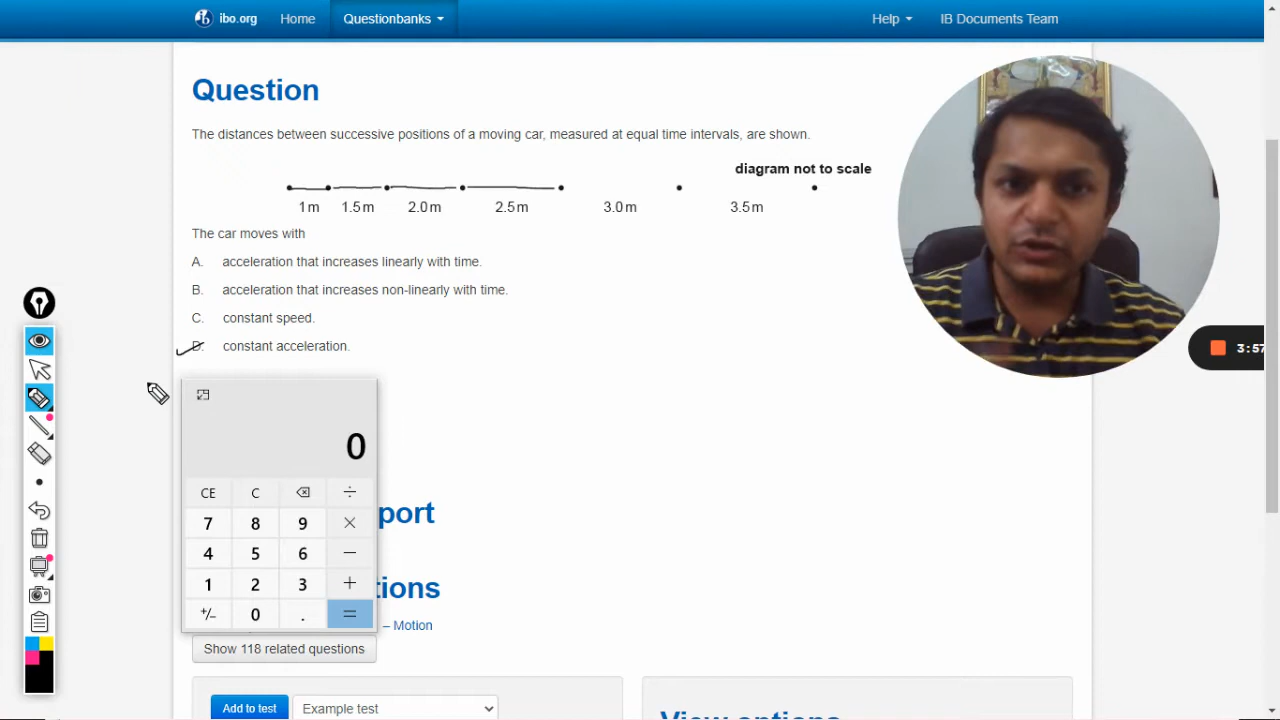 ibo.org Home Questionbanks Help IB Documents Team
Question
The distances between successive positions of a moving car, measured at equal time intervals, are shown.
diagram not to scale
1 m 1.5 m 2.0 m 2.5 m 3.0 m 3.5 m
The car moves with
A. acceleration that increases linearly with time.
B. acceleration that increases non-linearly with time.
C. constant speed.
D. constant acceleration.
3:57
0
CE C ÷
7 8 9 ×
4 5 6 −
1 2 3 +
+/− 0 . =
port
tions
– Motion
Show 118 related questions
Add to test Example test
View options